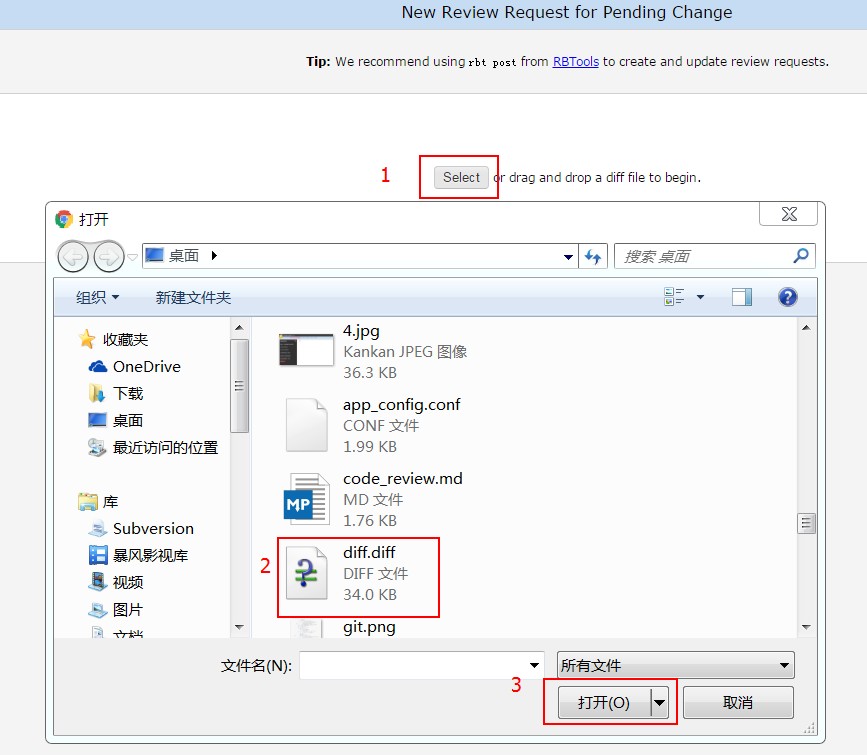 New Review Request for Pending Change
Tip: We recommend using rbt post from RBTools to create and update review requests.
1
Select or drag and drop a diff file to begin.
打开
桌面
搜索 桌面
组织
新建文件夹
收藏夹
OneDrive
下载
桌面
最近访问的位置
库
Subversion
暴风影视库
视频
图片
文档
4.jpg
Kankan JPEG 图像
36.3 KB
app_config.conf
CONF 文件
1.99 KB
code_review.md
MD 文件
1.76 KB
MP
2
diff.diff
DIFF 文件
34.0 KB
git.png
文件名(N):
所有文件
3
打开(O)
取消